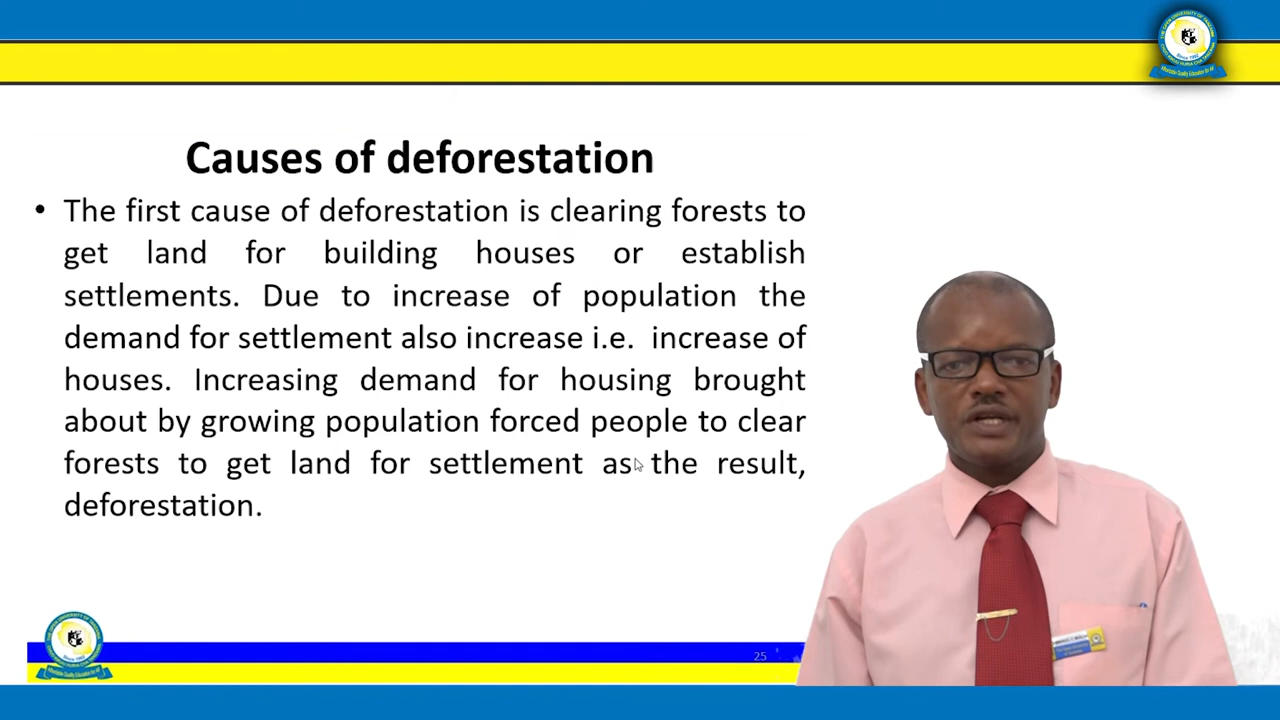 Causes of deforestation
• The first cause of deforestation is clearing forests to
get land for building houses or establish
settlements. Due to increase of population the
demand for settlement also increase i.e. increase of
houses. Increasing demand for housing brought
about by growing population forced people to clear
forests to get land for settlement as the result,
deforestation.
25